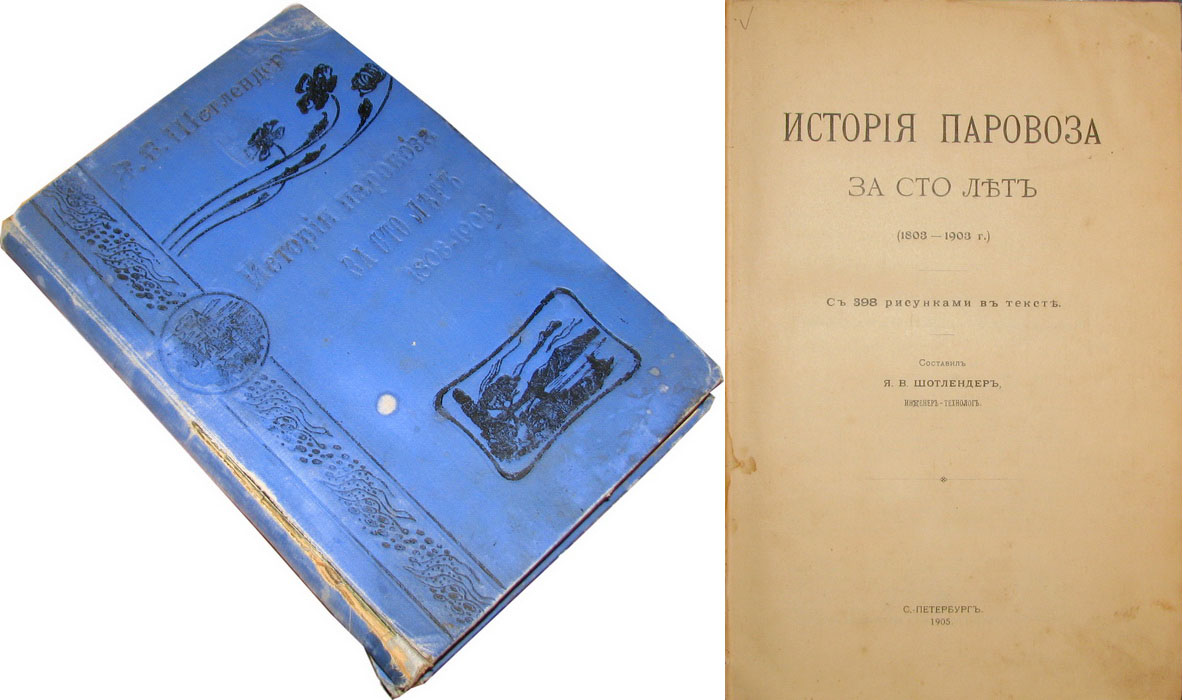 Я. В. Шотлендеръ
Исторія паровоза
ЗА СТО ЛѢТЪ
1803-1903
ИСТОРІЯ ПАРОВОЗА
ЗА СТО ЛѢТЪ
(1803 — 1903 г.)
Съ 398 рисунками въ текстѣ.
Составилъ
Я. В. ШОТЛЕНДЕРЪ,
ИНЖЕНЕРЪ-ТЕХНОЛОГЪ.
С.-ПЕТЕРБУРГЪ.
1905.